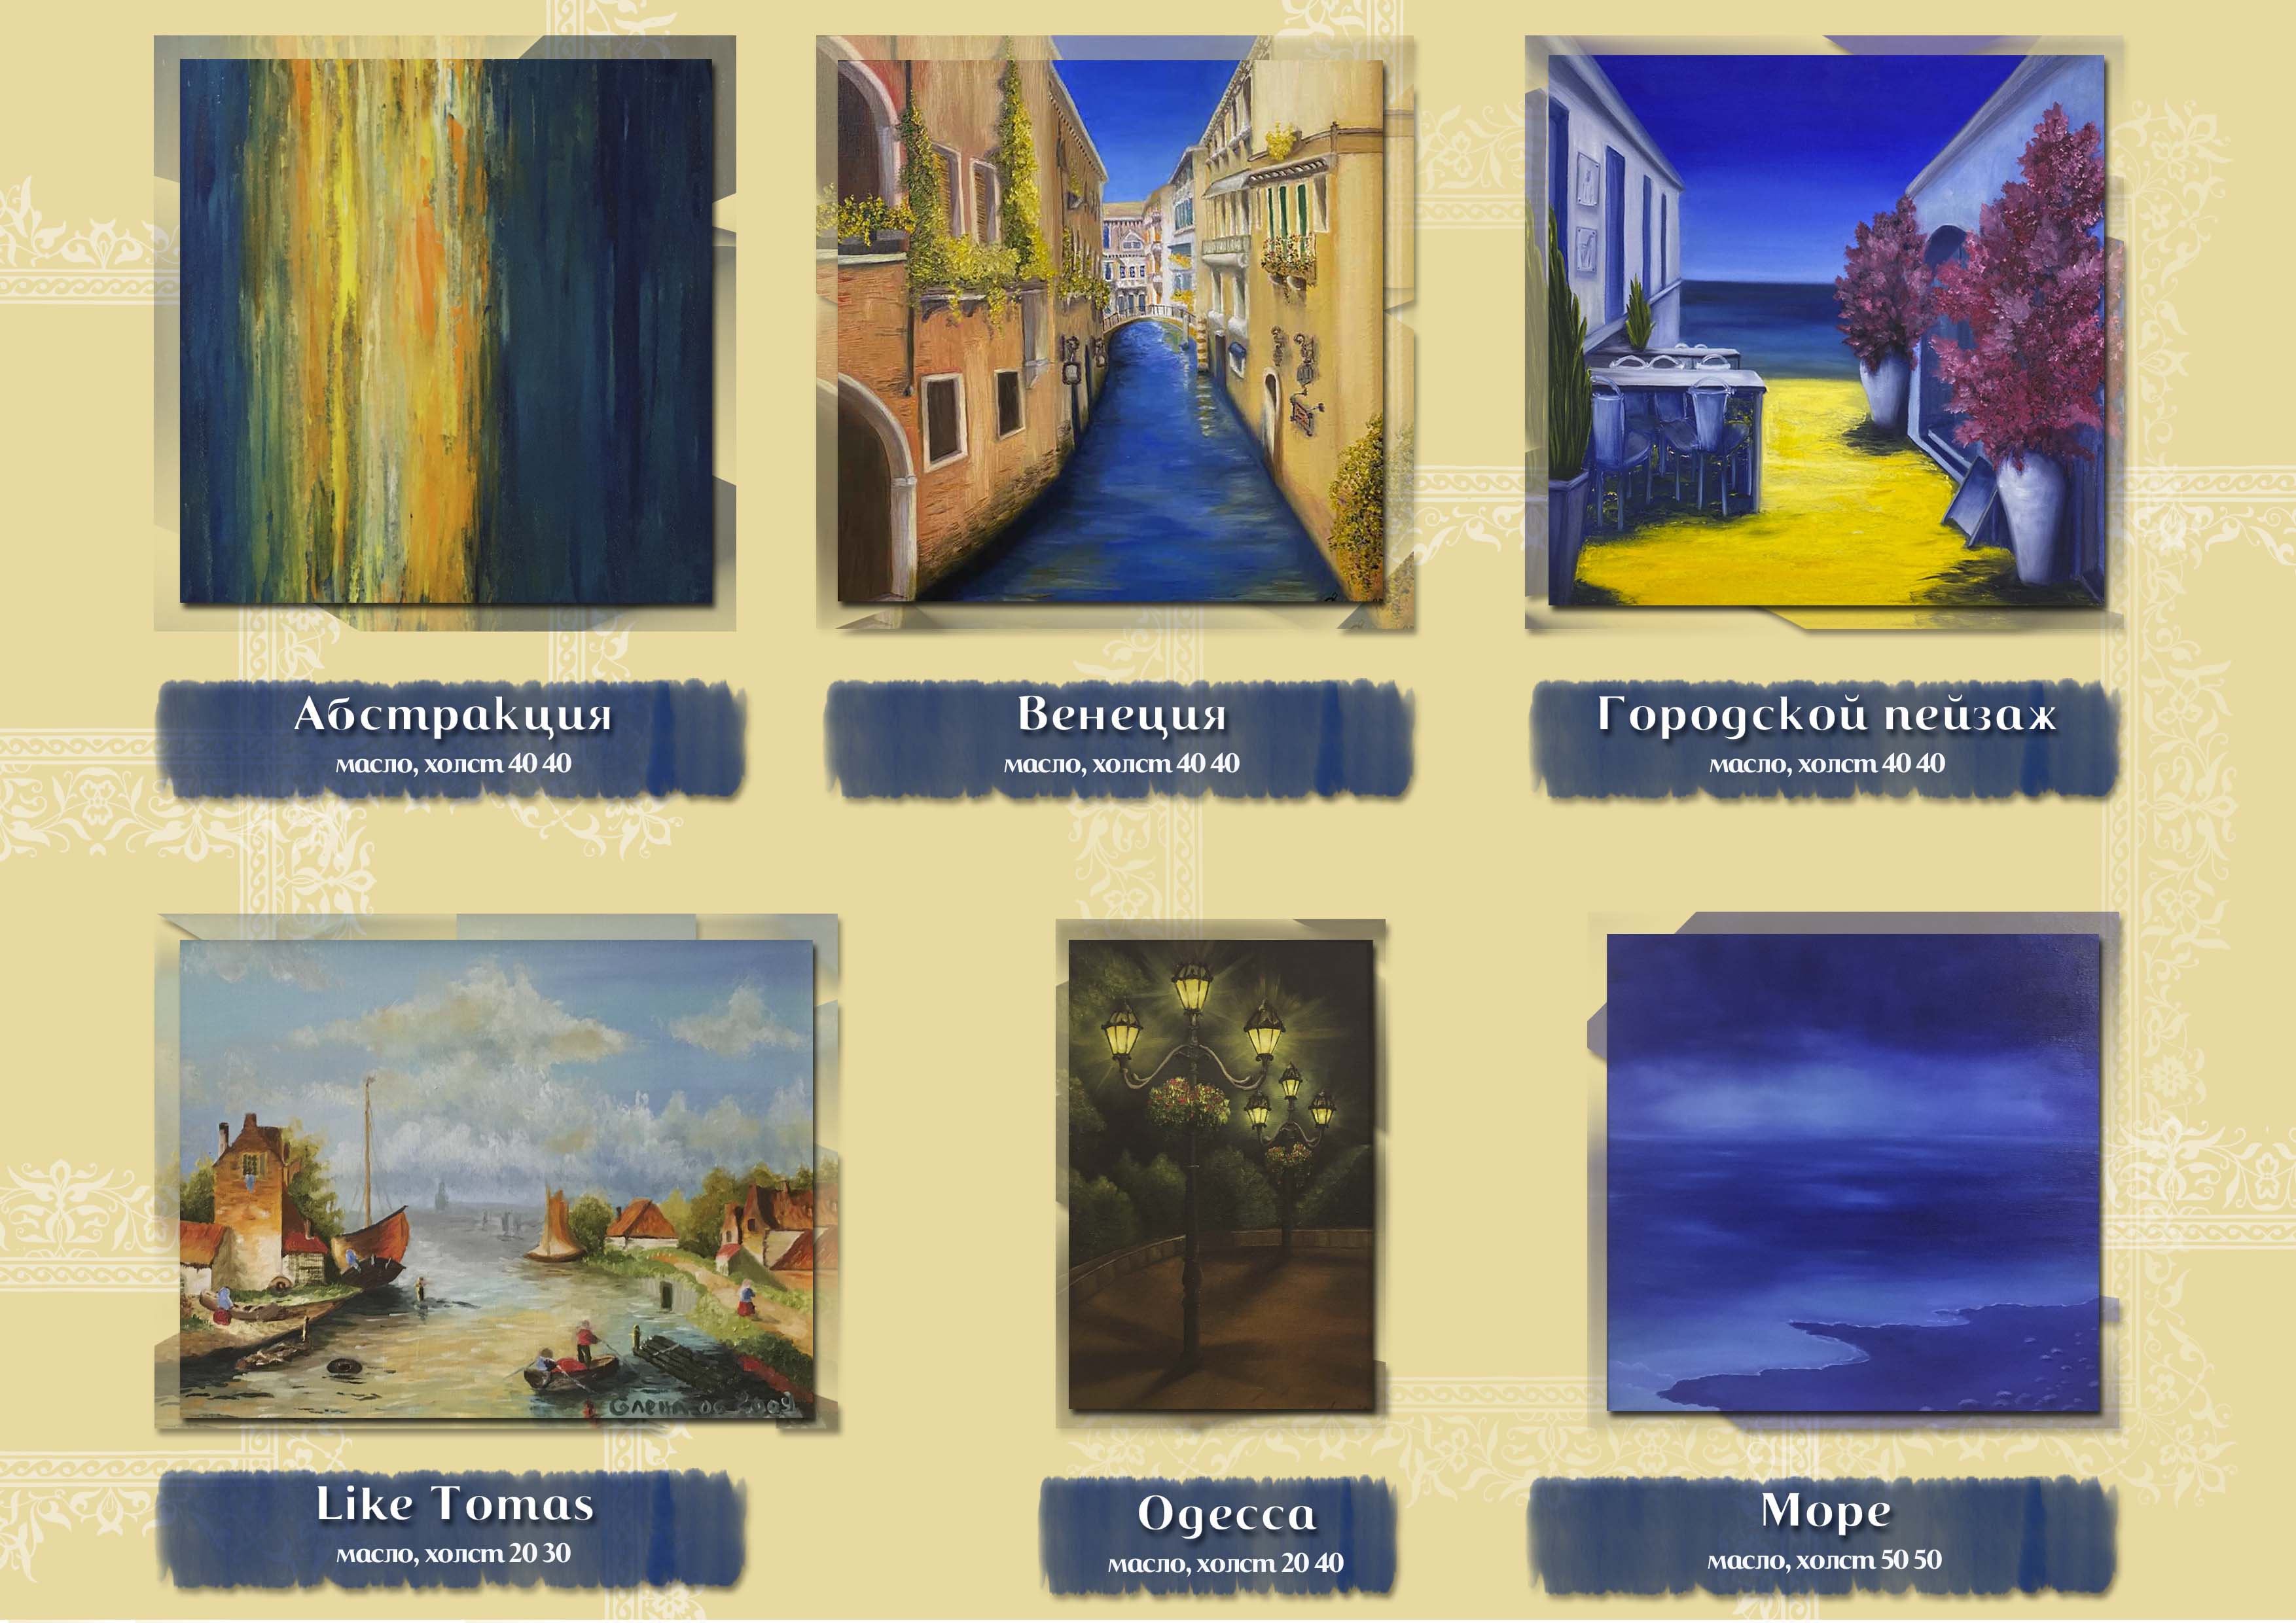 Абстракция
масло, холст 40 40
Венеция
масло, холст 40 40
Городской пейзаж
масло, холст 40 40
Олена
Like Tomas
масло, холст 20 30
Одесса
масло, холст 20 40
Море
масло, холст 50 50